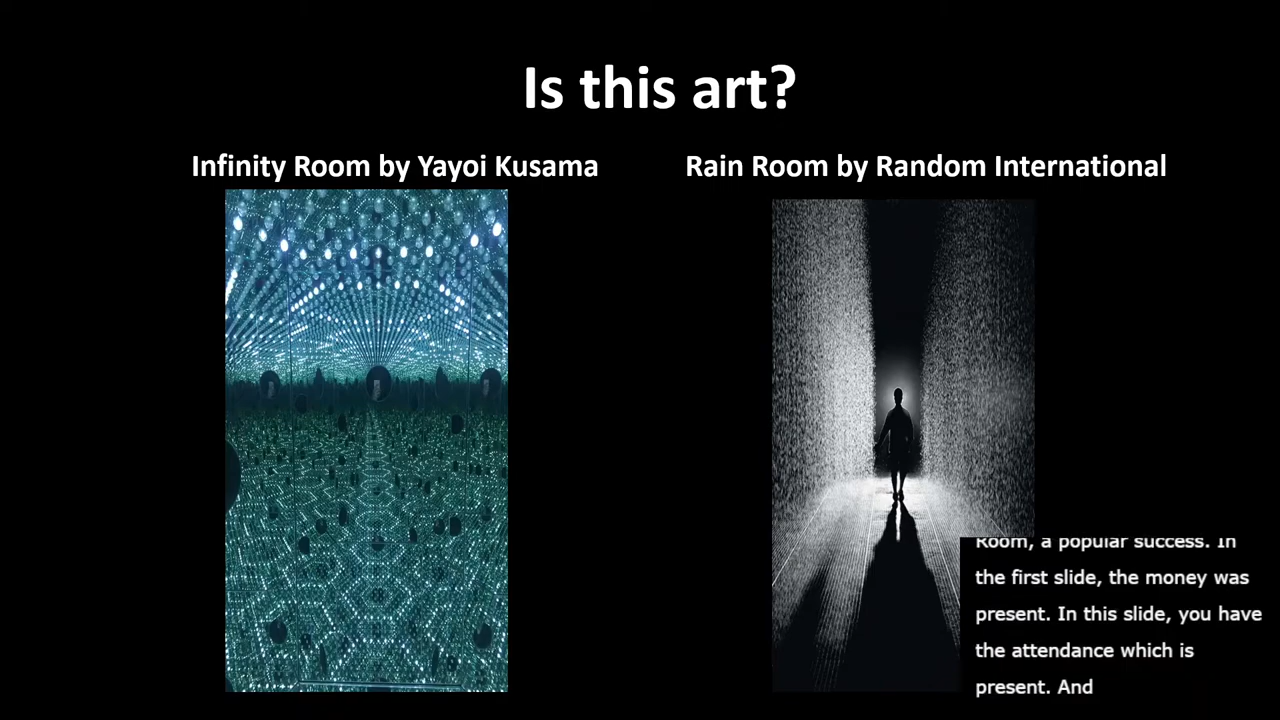 Is this art?
Infinity Room by Yayoi Kusama
Rain Room by Random International
Room, a popular success. In
the first slide, the money was
present. In this slide, you have
the attendance which is
present. And